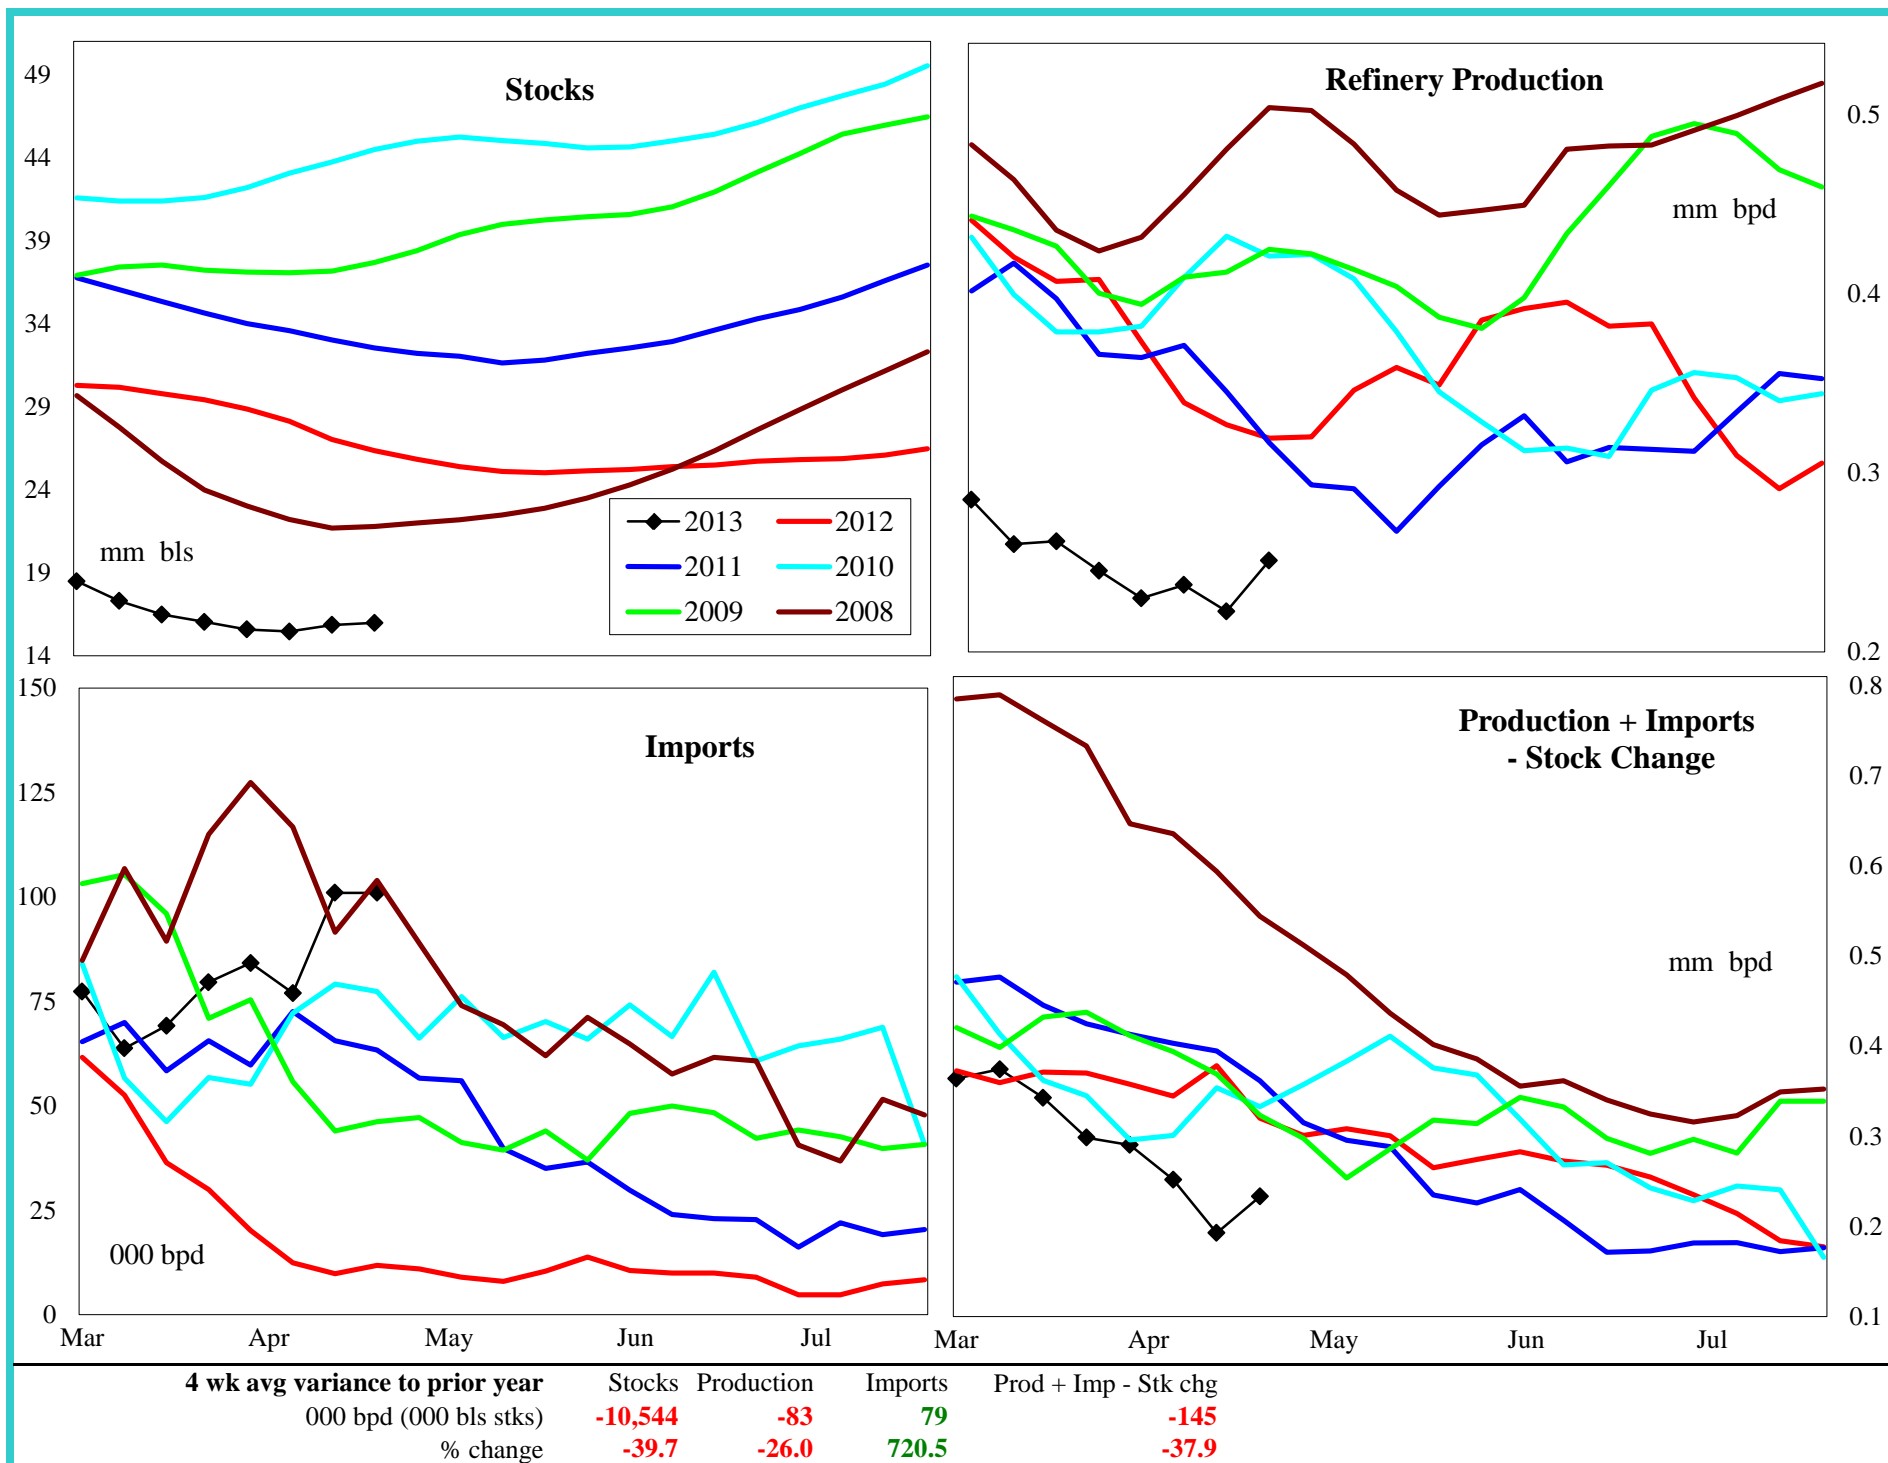 Stocks
49
44
39
34
29
24
19
14
mm bls
2013 2012
2011 2010
2009 2008
Refinery Production
mm bpd
0.5
0.4
0.3
0.2
Imports
150
125
100
75
50
25
0
000 bpd
Mar Apr May Jun Jul
Production + Imports
- Stock Change
mm bpd
0.8
0.7
0.6
0.5
0.4
0.3
0.2
0.1
Mar Apr May Jun Jul
4 wk avg variance to prior year Stocks Production Imports Prod + Imp - Stk chg
000 bpd (000 bls stks) -10,544 -83 79 -145
% change -39.7 -26.0 720.5 -37.9